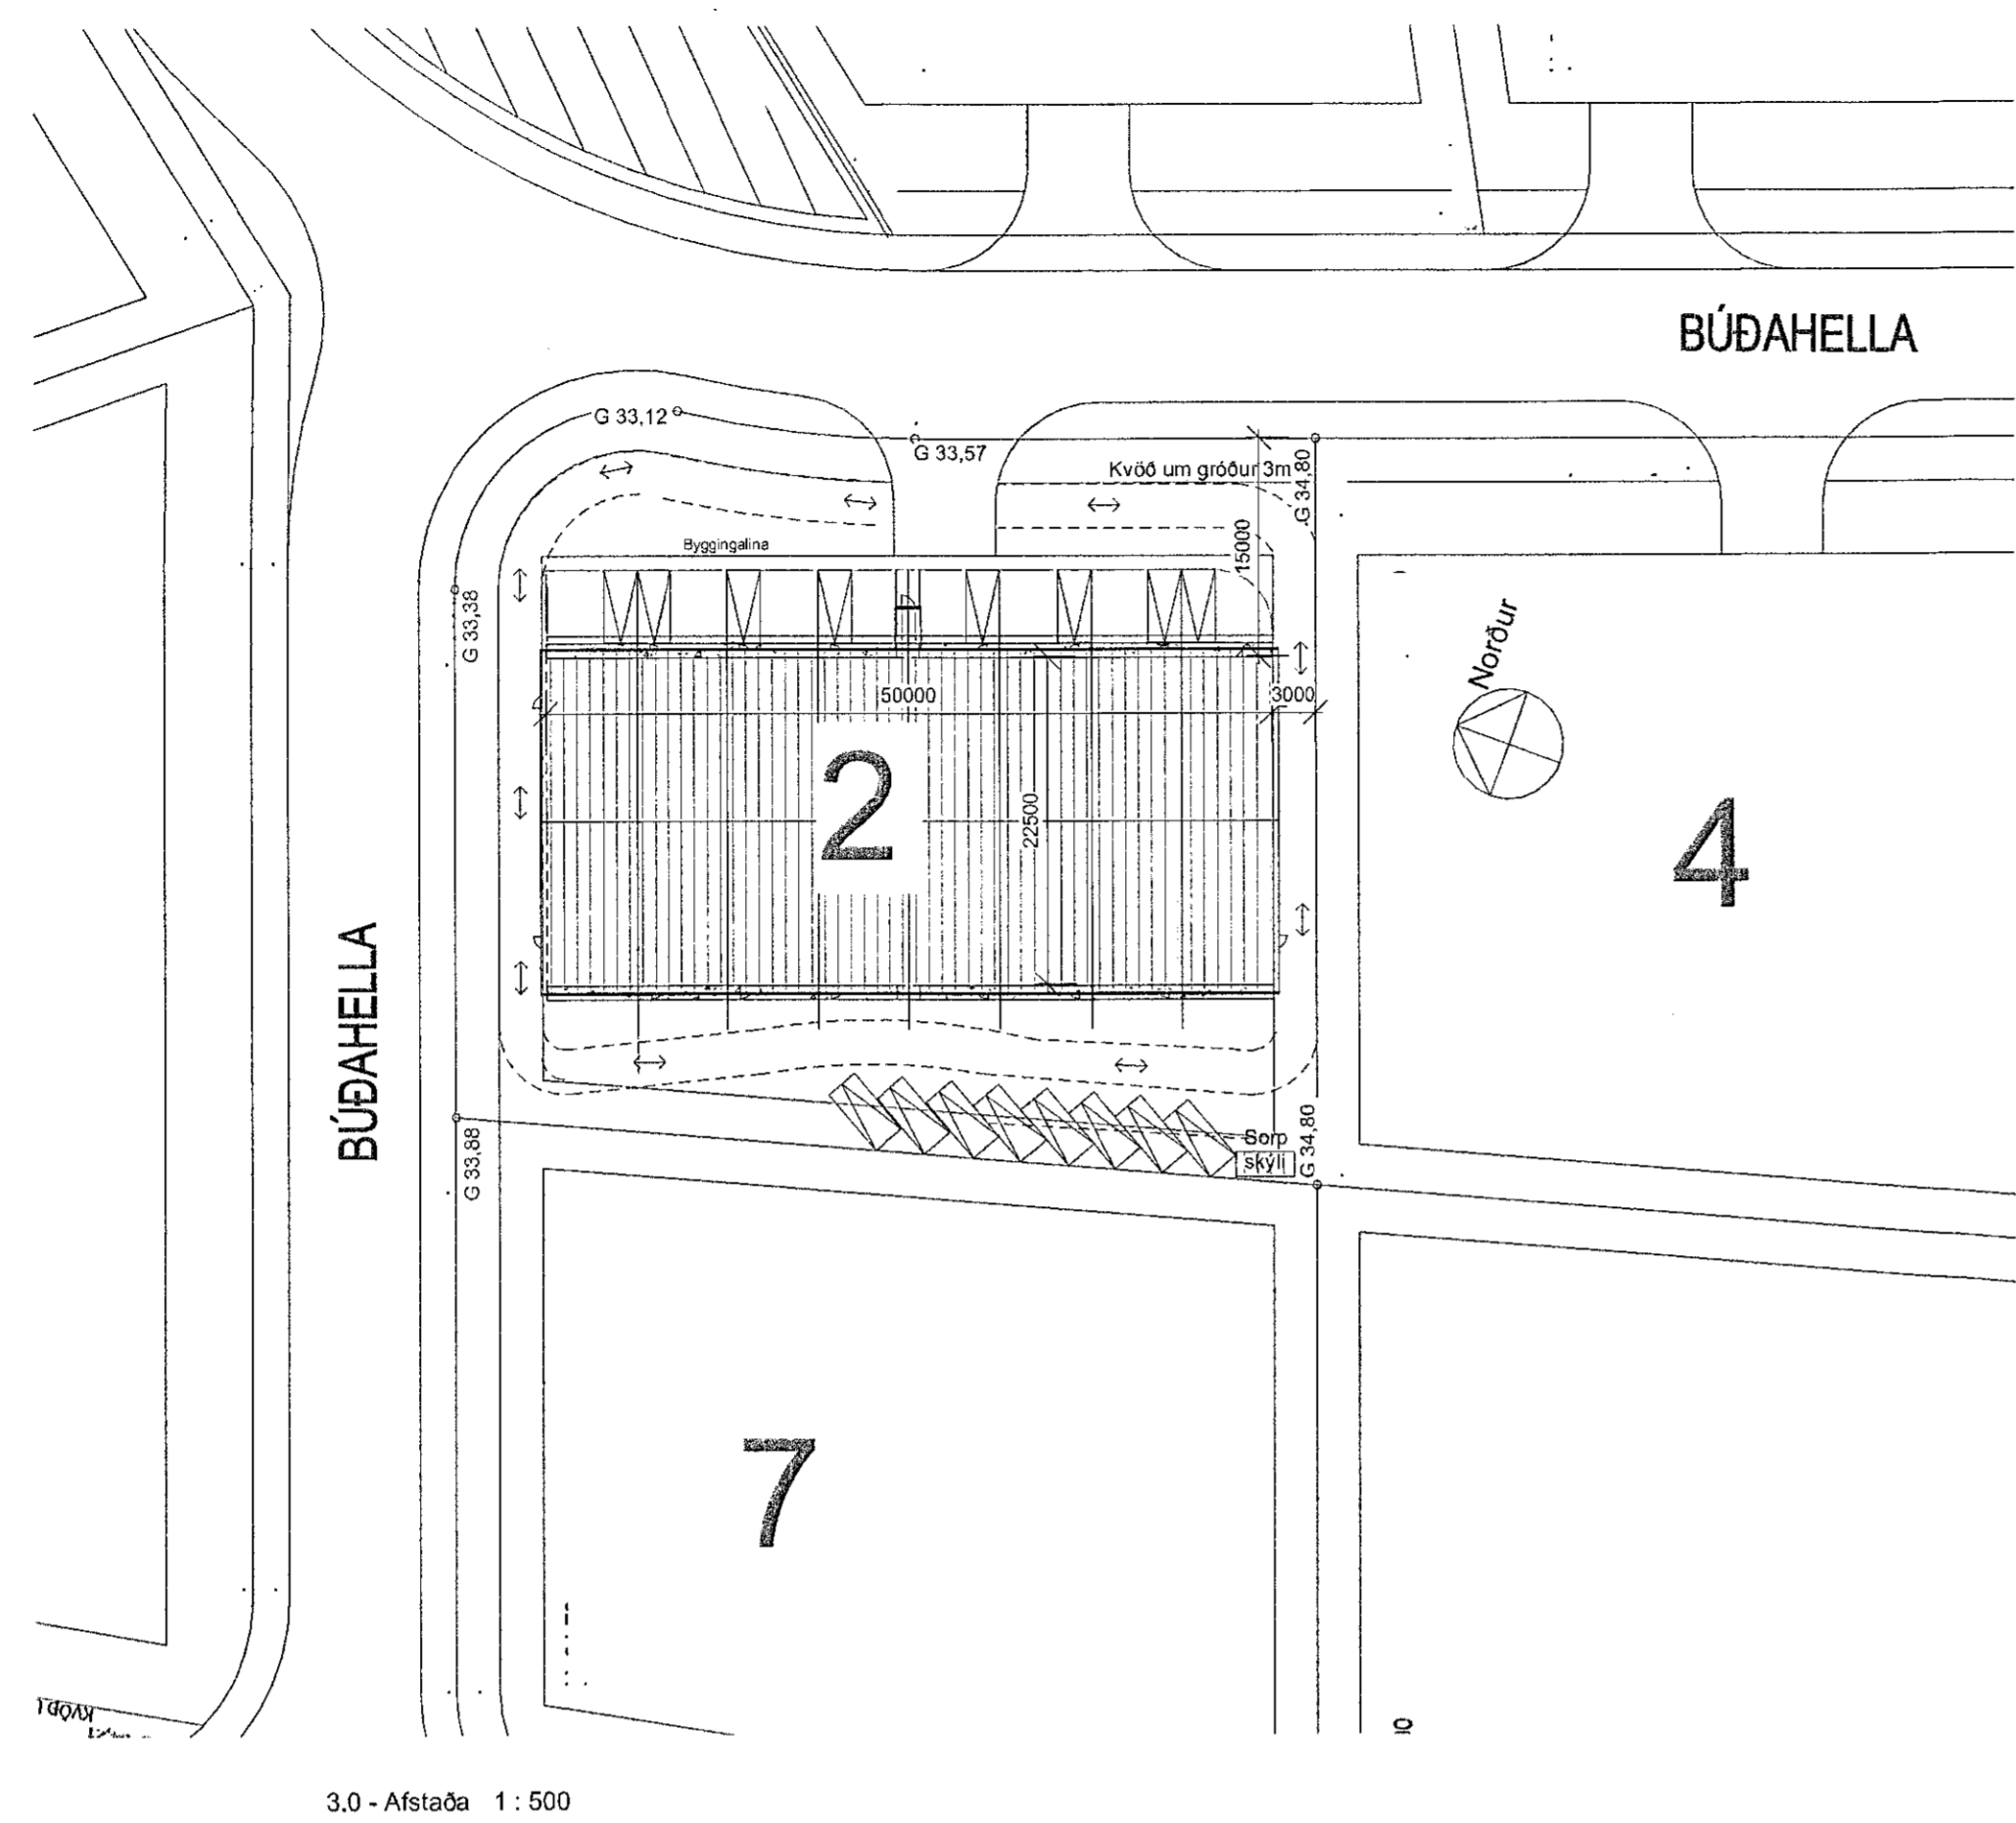 BÚÐAHELLA
G 33,12
G 33,57
Kvöð um gróður 3m
G 34,80
15000
Byggingalina
G 33,38
Norður
50000
3000
2
22500
4
BÚÐAHELLA
G 33,88
Sorp
skýli
G 34,80
7
3.0 - Afstaða 1 : 500